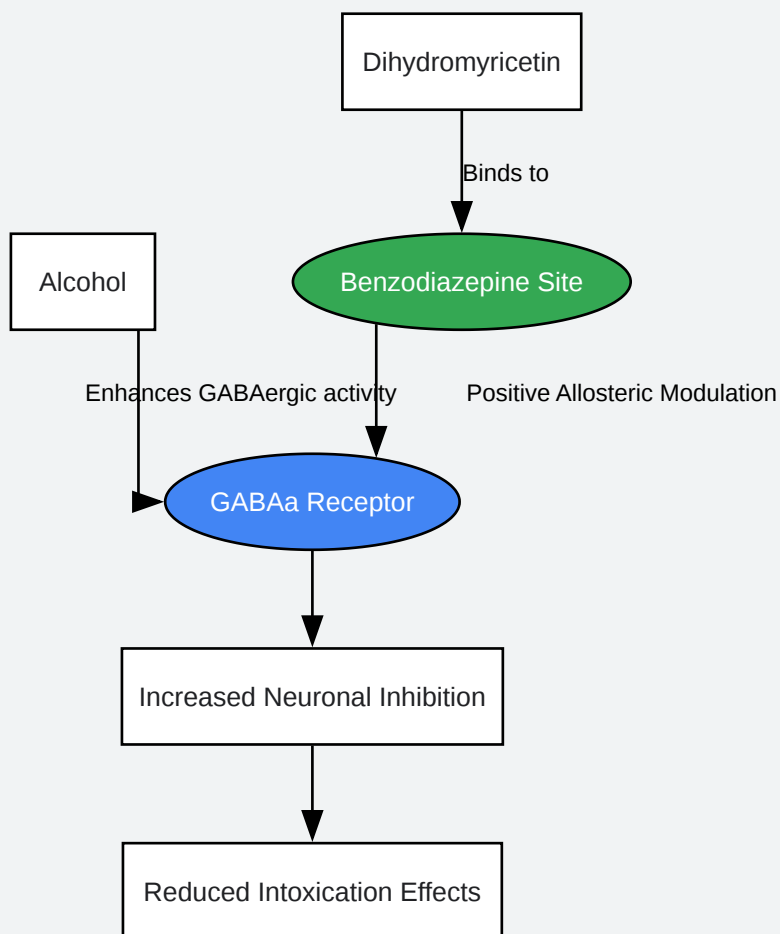 Dihydromyricetin
Binds to
Alcohol
Benzodiazepine Site
Enhances GABAergic activity
Positive Allosteric Modulation
GABAa Receptor
Increased Neuronal Inhibition
Reduced Intoxication Effects